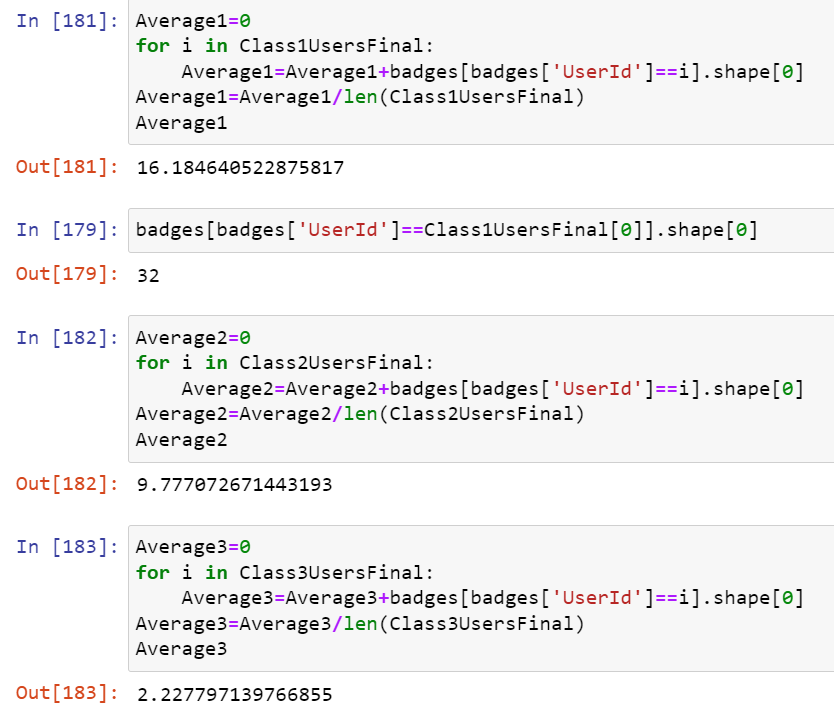 In [181]: Average1=0
for i in Class1UsersFinal:
    Average1=Average1+badges[badges['UserId']==i].shape[0]
Average1=Average1/len(Class1UsersFinal)
Average1
Out[181]: 16.184640522875817
In [179]: badges[badges['UserId']==Class1UsersFinal[0]].shape[0]
Out[179]: 32
In [182]: Average2=0
for i in Class2UsersFinal:
    Average2=Average2+badges[badges['UserId']==i].shape[0]
Average2=Average2/len(Class2UsersFinal)
Average2
Out[182]: 9.777072671443193
In [183]: Average3=0
for i in Class3UsersFinal:
    Average3=Average3+badges[badges['UserId']==i].shape[0]
Average3=Average3/len(Class3UsersFinal)
Average3
Out[183]: 2.227797139766855